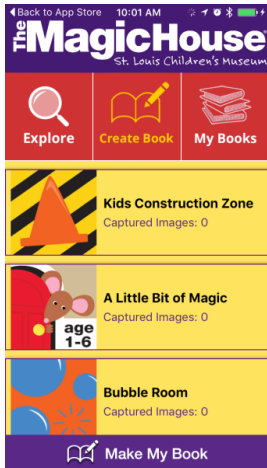 Back to App Store 10:01 AM
The MagicHouse
St. Louis Children's Museum
Explore Create Book My Books
Kids Construction Zone
Captured Images: 0
A Little Bit of Magic
Captured Images: 0
age
1-6
Bubble Room
Captured Images: 0
Make My Book